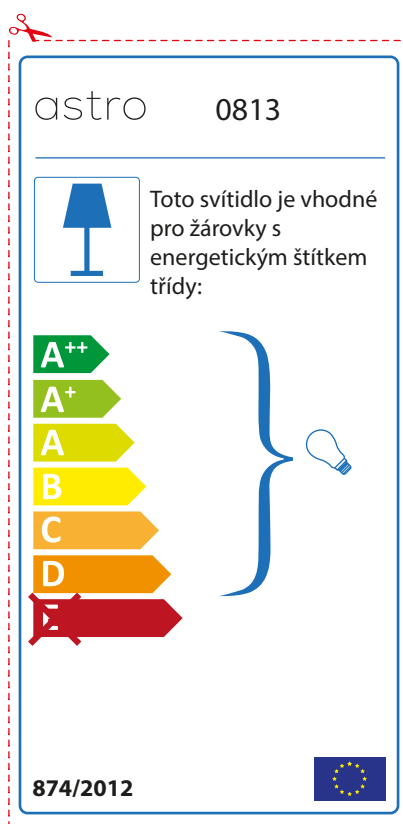 astro 0813
Toto svítidlo je vhodné
pro žárovky s
energetickým štítkem
třídy:
A++
A+
A
B
C
D
E
874/2012